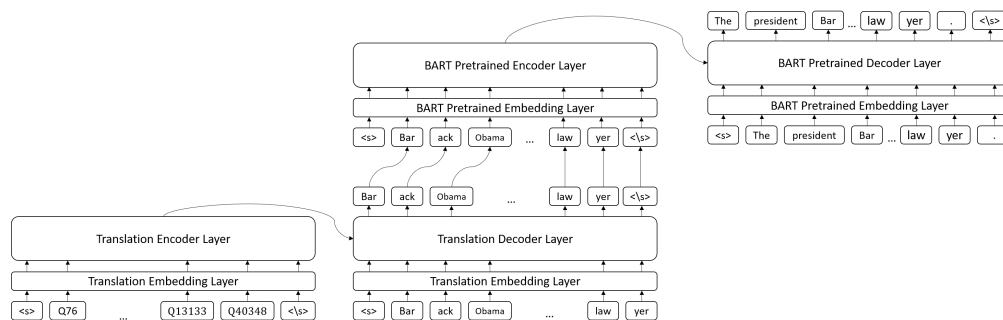 The president Bar ... law yer . <\s>
BART Pretrained Encoder Layer
BART Pretrained Decoder Layer
BART Pretrained Embedding Layer
BART Pretrained Embedding Layer
<s> Bar ack Obama ... law yer <\s>
<s> The president Bar ... law yer .
Bar ack Obama ... law yer <\s>
Translation Encoder Layer
Translation Decoder Layer
Translation Embedding Layer
Translation Embedding Layer
<s> Q76 ... Q13133 Q40348 <\s>
<s> Bar ack Obama ... law yer